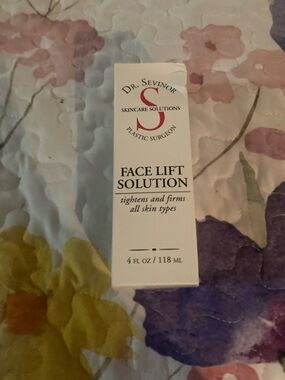 DR. SEVINOR
S
SKINCARE SOLUTIONS
PLASTIC SURGEON
FACE LIFT
SOLUTION
tightens and firms
all skin types
4 FL OZ / 118 ML